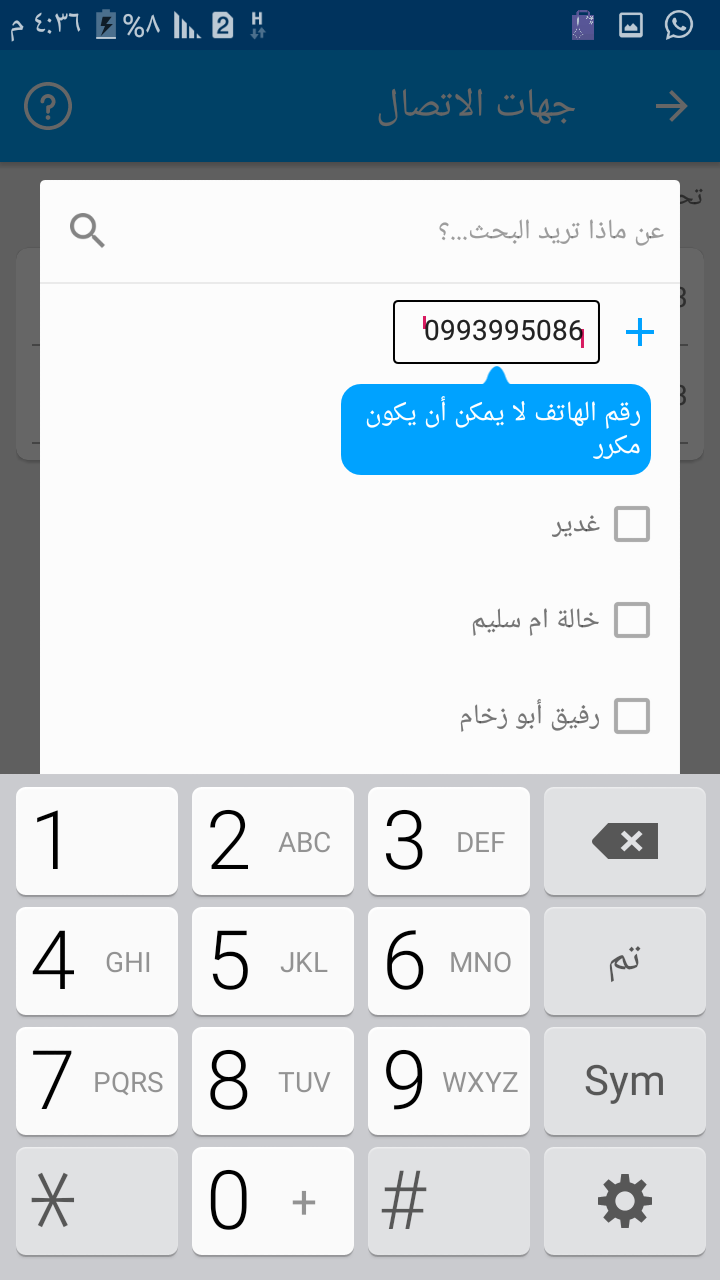 ٤:٣٦ م %٨ 2 H
جهات الاتصال
تح
عن ماذا تريد البحث...؟
0993995086
رقم الهاتف لا يمكن أن يكون
مكرر
غدير
خالة ام سليم
رفيق أبو زخام
1 2 ABC 3 DEF
4 GHI 5 JKL 6 MNO تم
7 PQRS 8 TUV 9 WXYZ Sym
* 0 + #